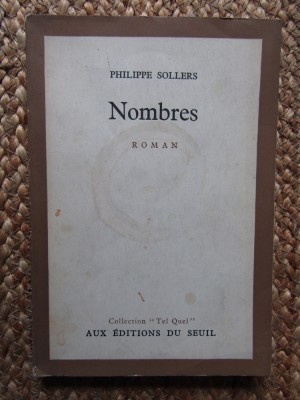 PHILIPPE SOLLERS
Nombres
ROMAN
Collection "Tel Quel"
AUX ÉDITIONS DU SEUIL